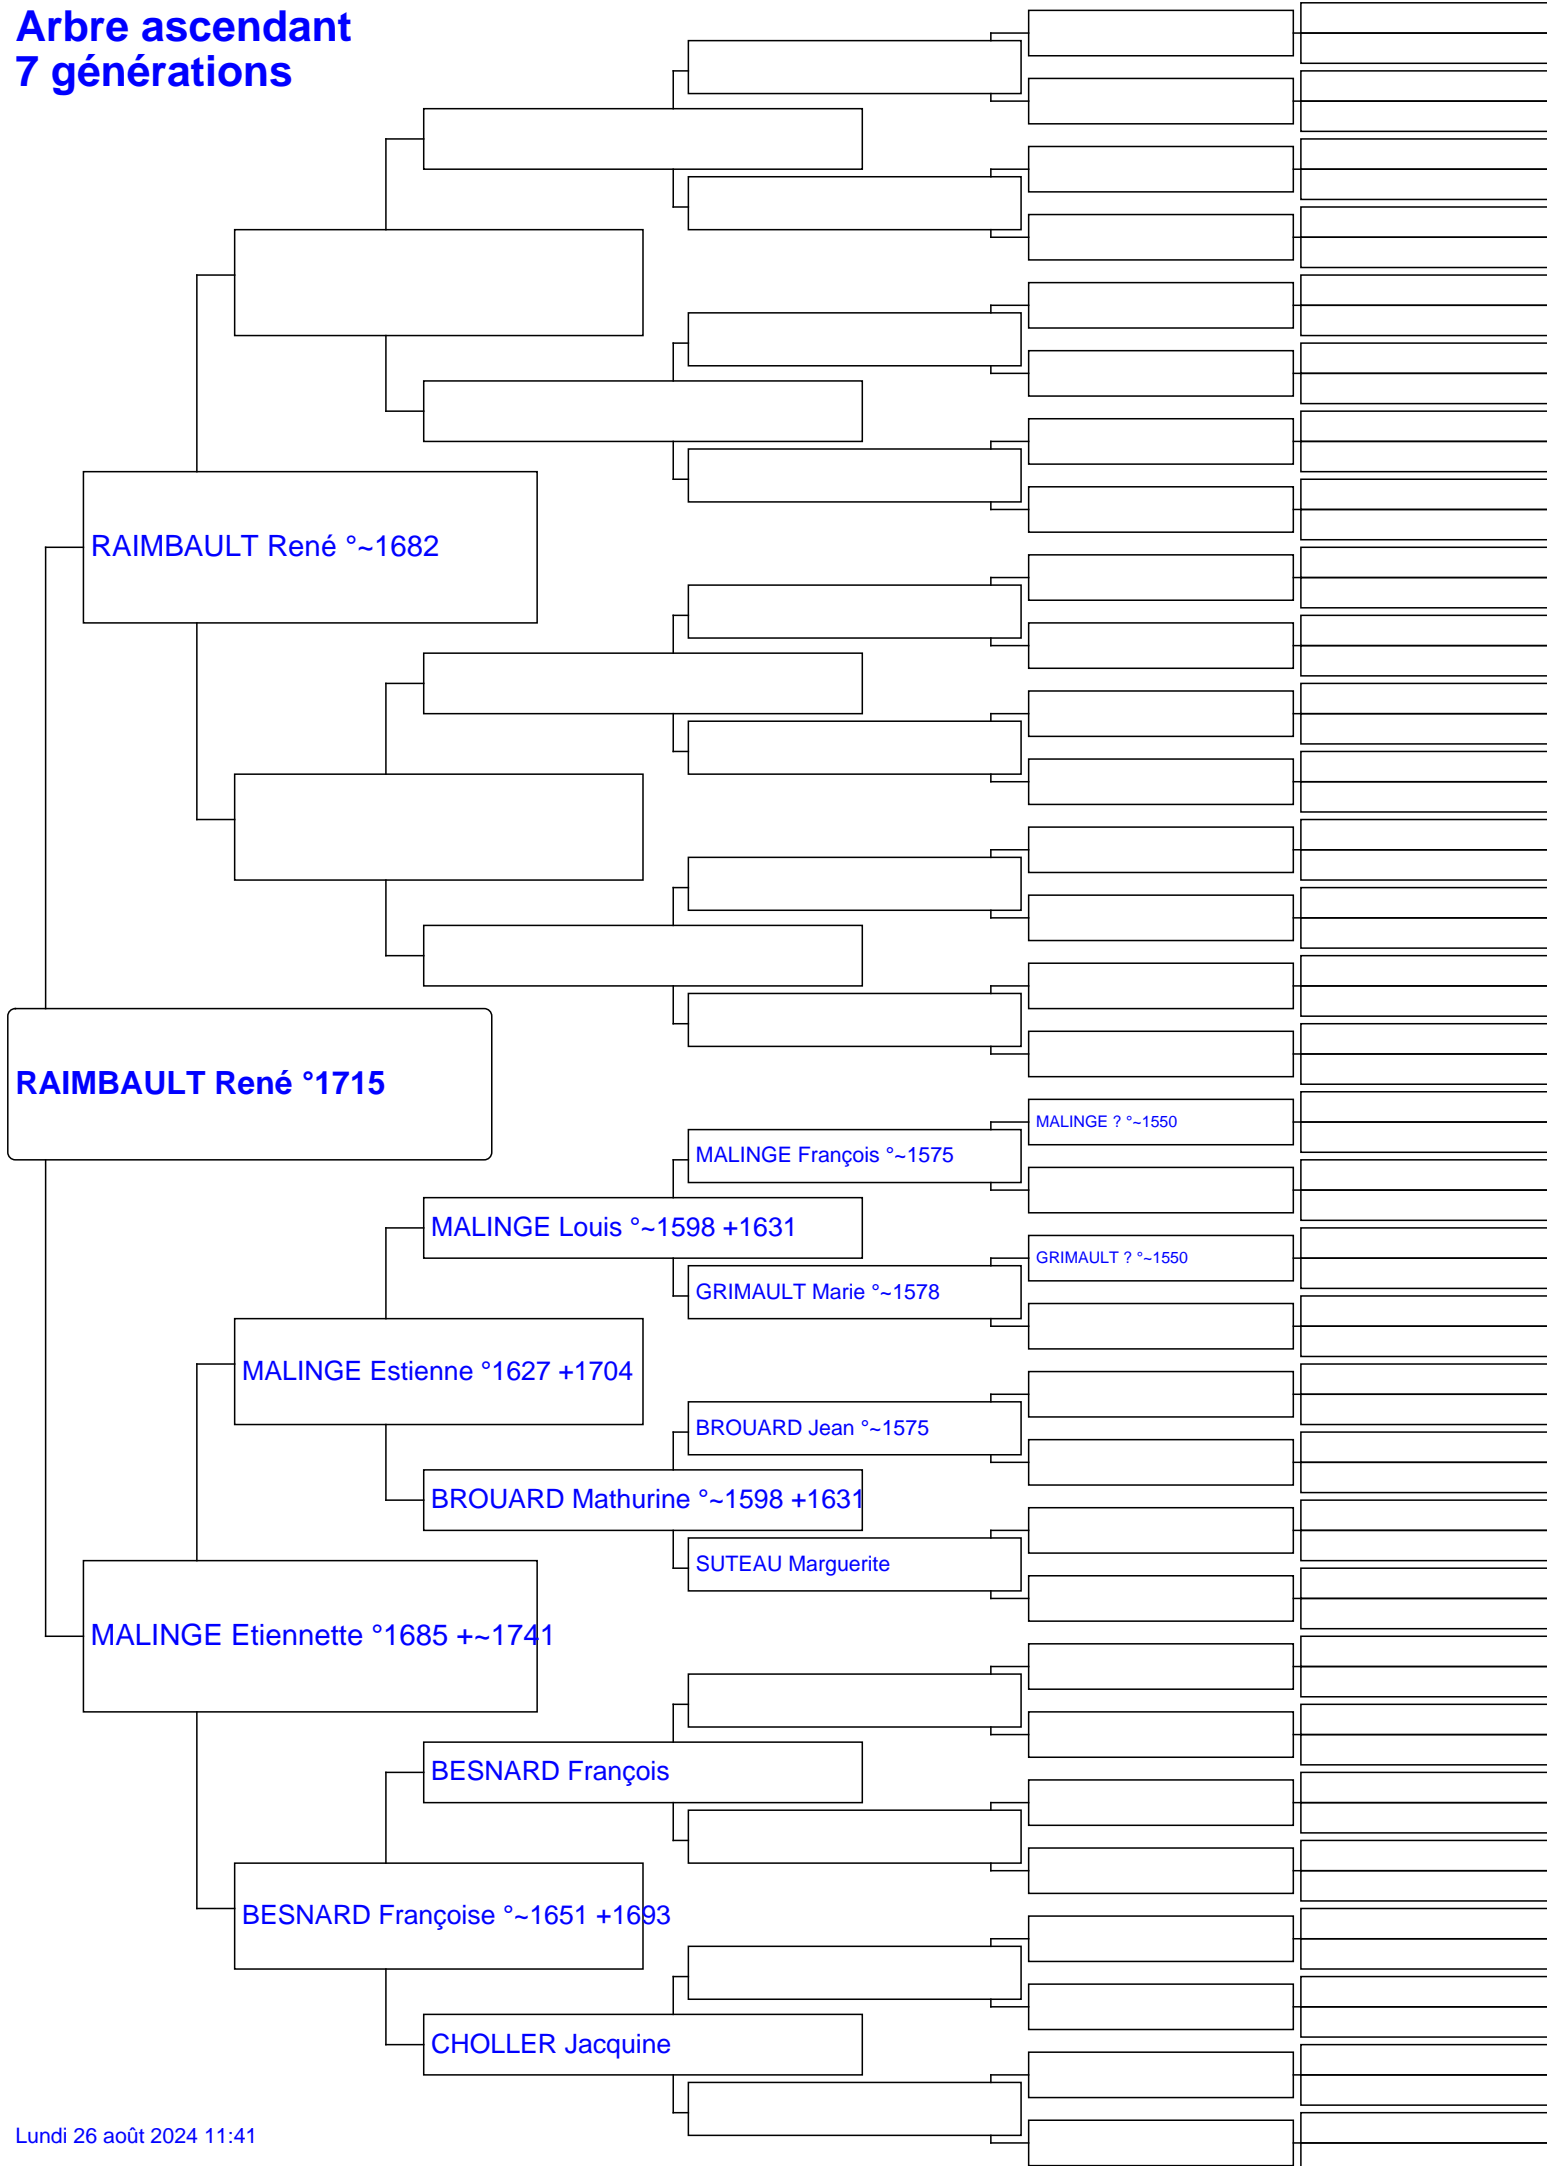 Arbre ascendant
7 générations
RAIMBAULT René °~1682
RAIMBAULT René °1715
MALINGE ? °~1550
MALINGE François °~1575
MALINGE Louis °~1598 +1631
GRIMAULT ? °~1550
GRIMAULT Marie °~1578
MALINGE Estienne °1627 +1704
BROUARD Jean °~1575
BROUARD Mathurine °~1598 +1631
SUTEAU Marguerite
MALINGE Etiennette °1685 +~1741
BESNARD François
BESNARD Françoise °~1651 +1693
CHOLLER Jacquine
Lundi 26 août 2024 11:41